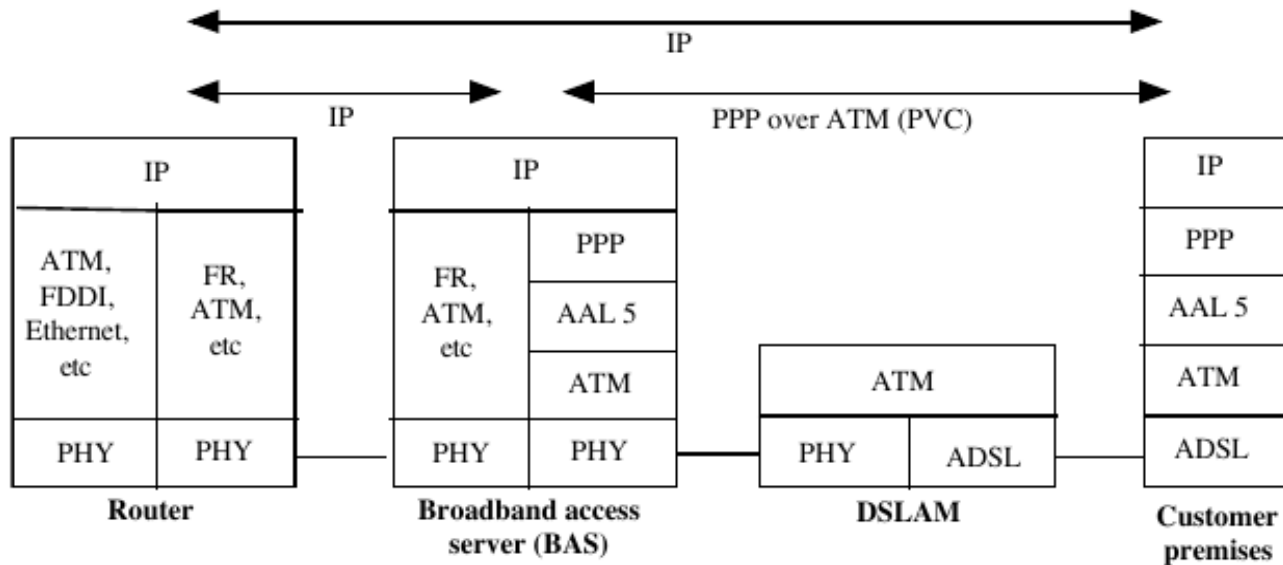 IP
IP
PPP over ATM (PVC)
IP
ATM,
FDDI,
Ethernet,
etc
FR,
ATM,
etc
PHY
PHY
Router
IP
FR,
ATM,
etc
PPP
AAL 5
ATM
PHY
PHY
Broadband access
server (BAS)
ATM
PHY
ADSL
DSLAM
IP
PPP
AAL 5
ATM
ADSL
Customer
premises